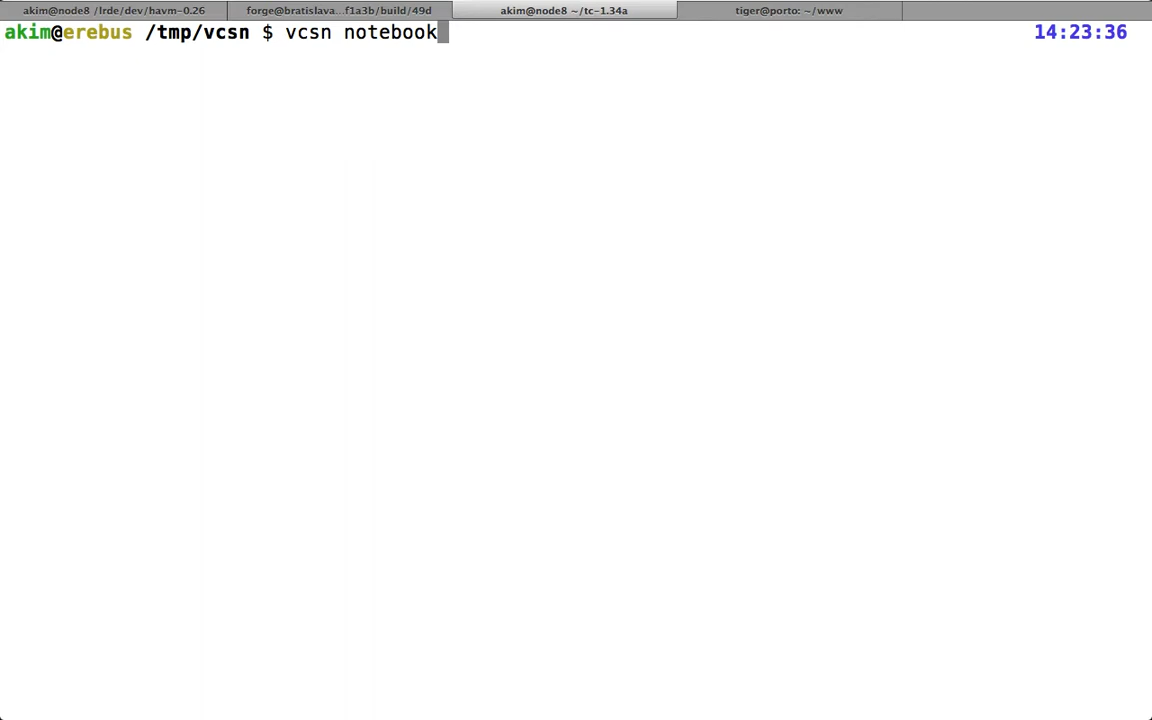 akim@node8 /lrde/dev/havm-0.26 forge@bratislava...f1a3b/build/49d akim@node8 ~/tc-1.34a tiger@porto: ~/www
akim@erebus /tmp/vcsn $ vcsn notebook 14:23:36